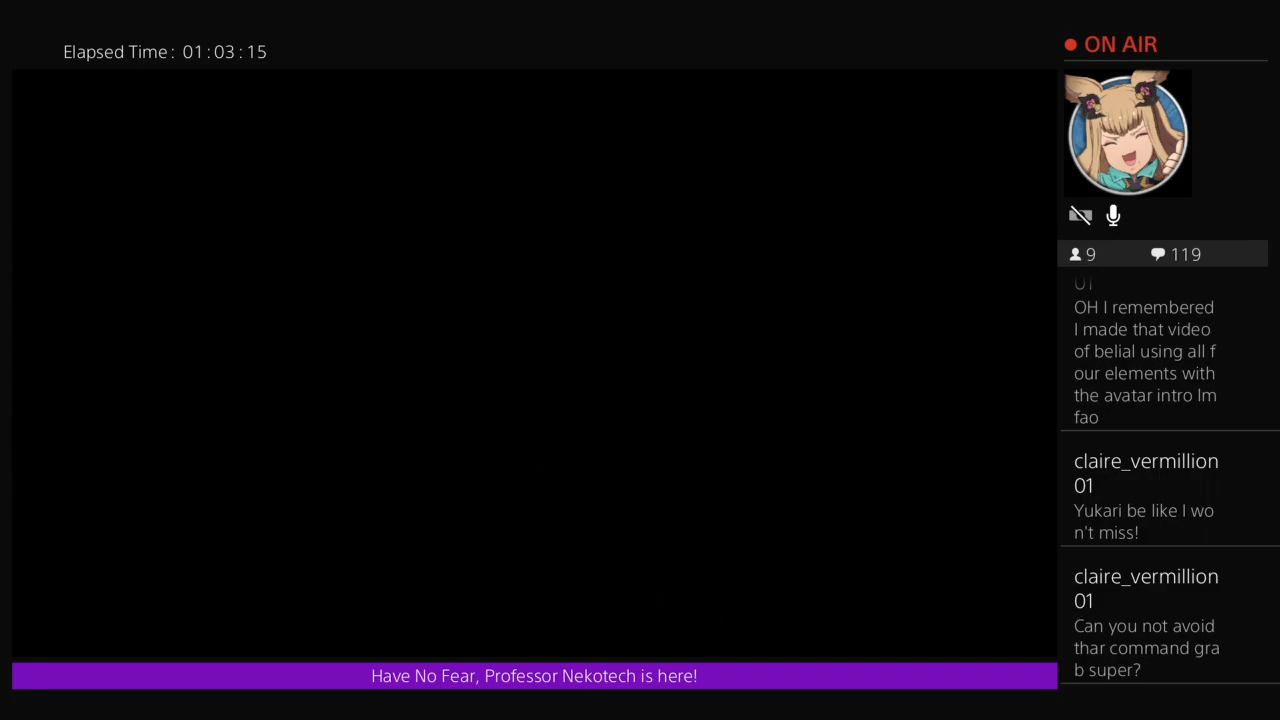 Elapsed Time: 01:03:15
ON AIR
9 119
01
OH I remembered
I made that video
of belial using all f
our elements with
the avatar intro lm
fao
claire_vermillion
01
Yukari be like I wo
n't miss!
claire_vermillion
01
Can you not avoid
thar command gra
b super?
Have No Fear, Professor Nekotech is here!